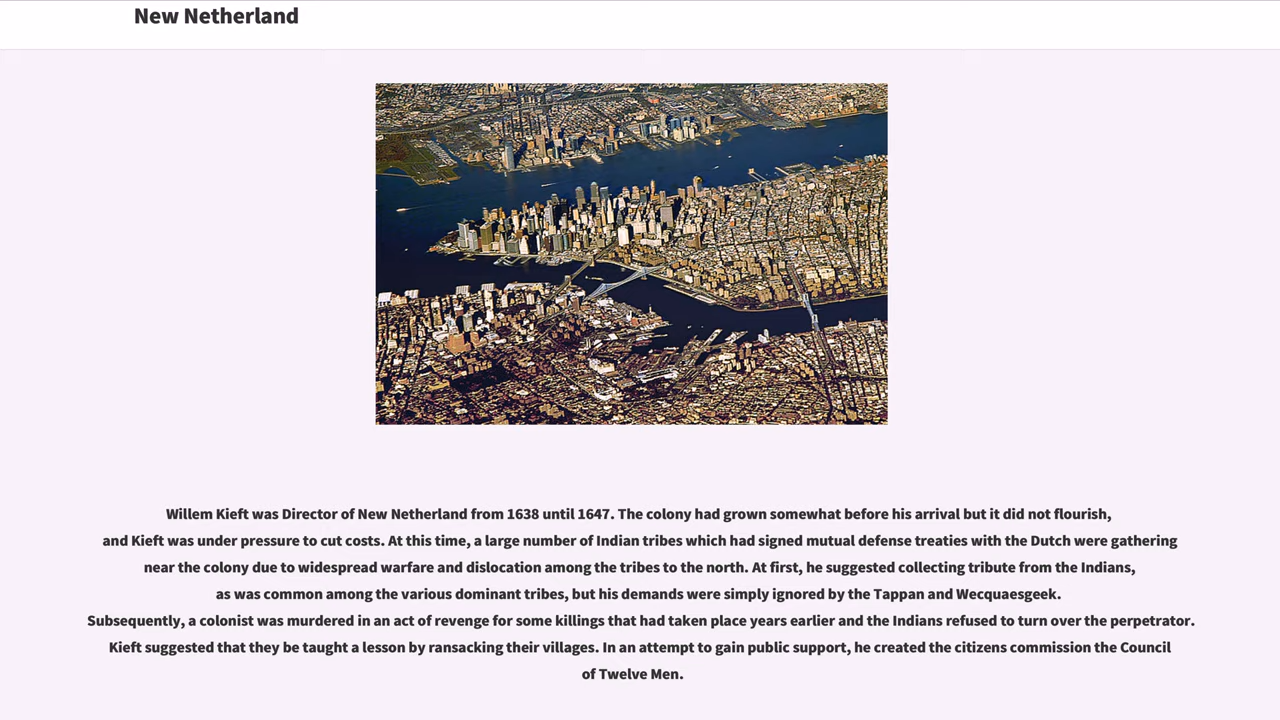 New Netherland
Willem Kieft was Director of New Netherland from 1638 until 1647. The colony had grown somewhat before his arrival but it did not flourish,
and Kieft was under pressure to cut costs. At this time, a large number of Indian tribes which had signed mutual defense treaties with the Dutch were gathering
near the colony due to widespread warfare and dislocation among the tribes to the north. At first, he suggested collecting tribute from the Indians,
as was common among the various dominant tribes, but his demands were simply ignored by the Tappan and Wecquaesgeek.
Subsequently, a colonist was murdered in an act of revenge for some killings that had taken place years earlier and the Indians refused to turn over the perpetrator.
Kieft suggested that they be taught a lesson by ransacking their villages. In an attempt to gain public support, he created the citizens commission the Council
of Twelve Men.